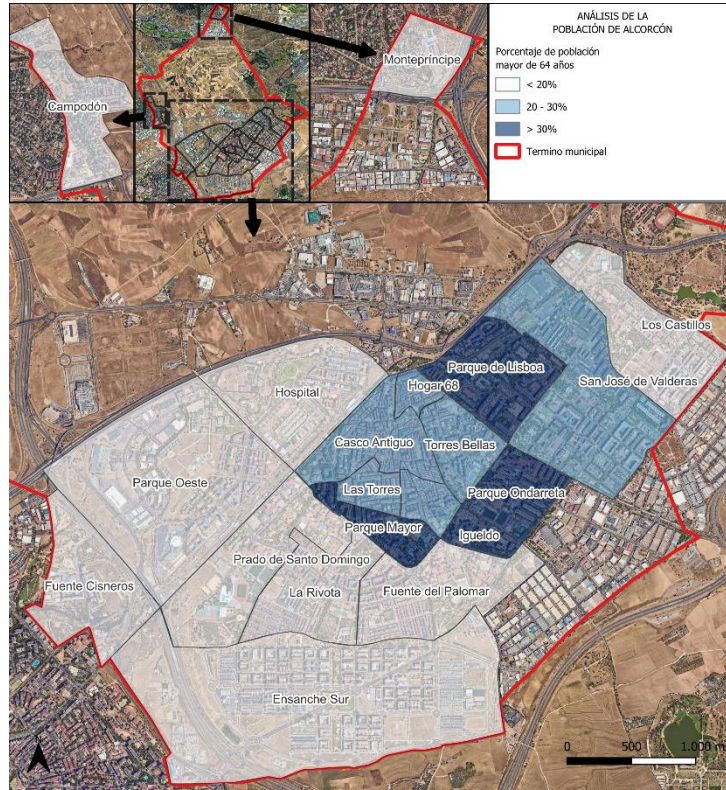 ANÁLISIS DE LA
POBLACIÓN DE ALCORCÓN
Porcentaje de población
mayor de 64 años
< 20%
20 - 30%
> 30%
Termino municipal
Campodón
Montepríncipe
Los Castillos
Parque de Lisboa
San José de Valderas
Hogar 68
Hospital
Casco Antiguo
Torres Bellas
Parque Oeste
Las Torres
Parque Ondarreta
Parque Mayor
Igueldo
Prado de Santo Domingo
Fuente Cisneros
La Rivota
Fuente del Palomar
Ensanche Sur
0 500 1.000 m